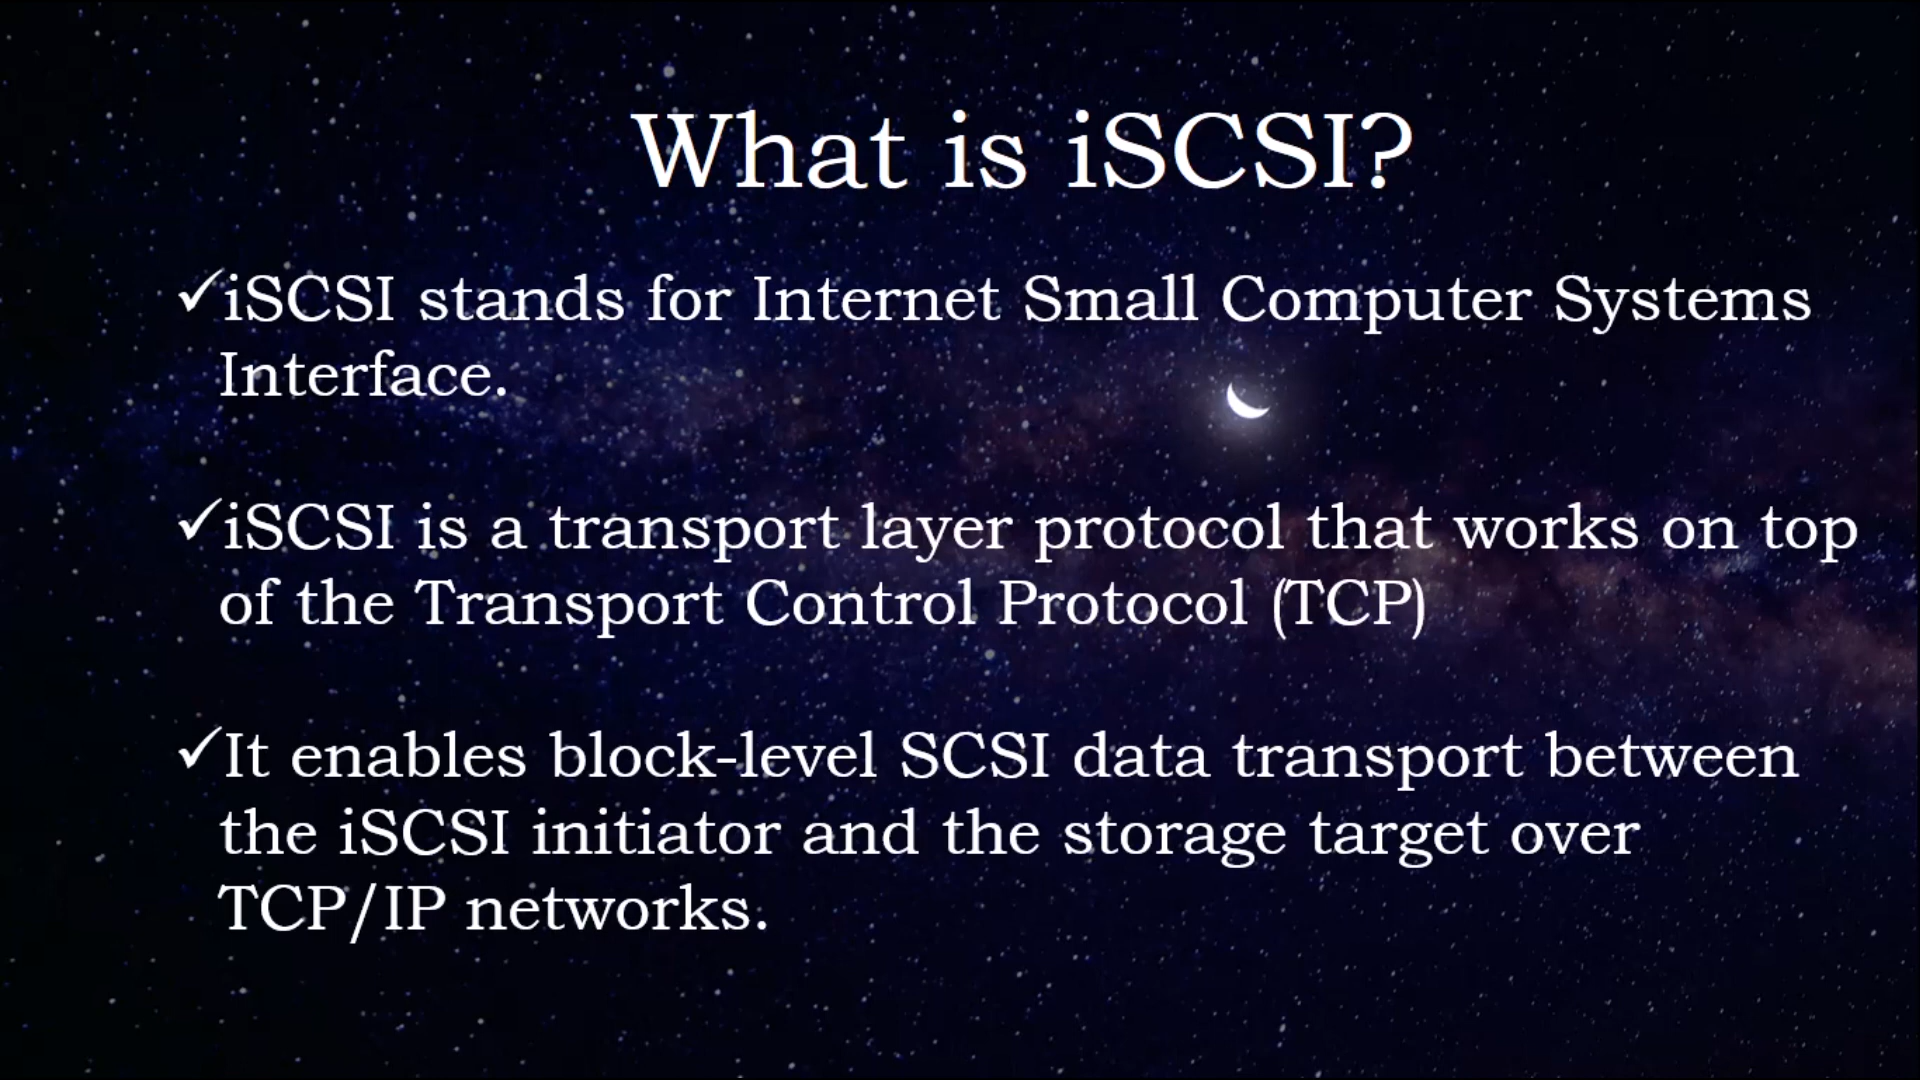 What is iSCSI?
✓iSCSI stands for Internet Small Computer Systems
Interface.
✓iSCSI is a transport layer protocol that works on top
of the Transport Control Protocol (TCP)
✓It enables block-level SCSI data transport between
the iSCSI initiator and the storage target over
TCP/IP networks.